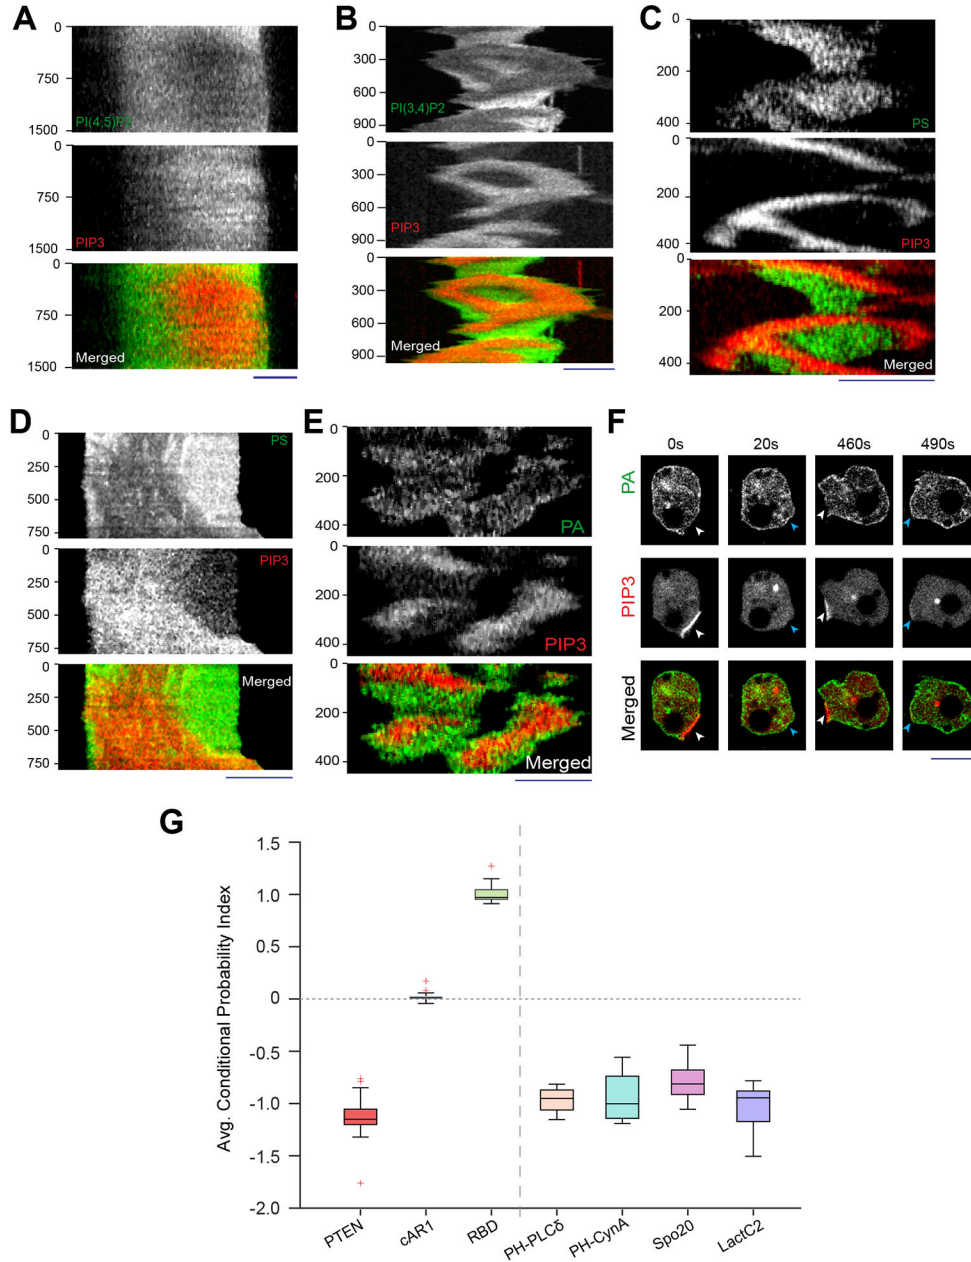 A
0
750
1500
PI(4,5)P2
0
750
1500
PIP3
0
750
1500
Merged
B
0
300
600
900
PI(3,4)P2
0
300
600
900
PIP3
0
300
600
900
Merged
C
0
200
400
PS
0
200
400
PIP3
0
200
400
Merged
D
0
250
500
750
PS
0
250
500
750
PIP3
0
250
500
750
Merged
E
0
200
400
PA
0
200
400
PIP3
0
200
400
Merged
F
0s 20s 460s 490s
PA
PIP3
Merged
G
Avg. Conditional Probability Index
1.5
1.0
0.5
0
-0.5
-1.0
-1.5
-2.0
PTEN cAR1 RBD PH-PLCδ PH-CynA Spo20 LactC2